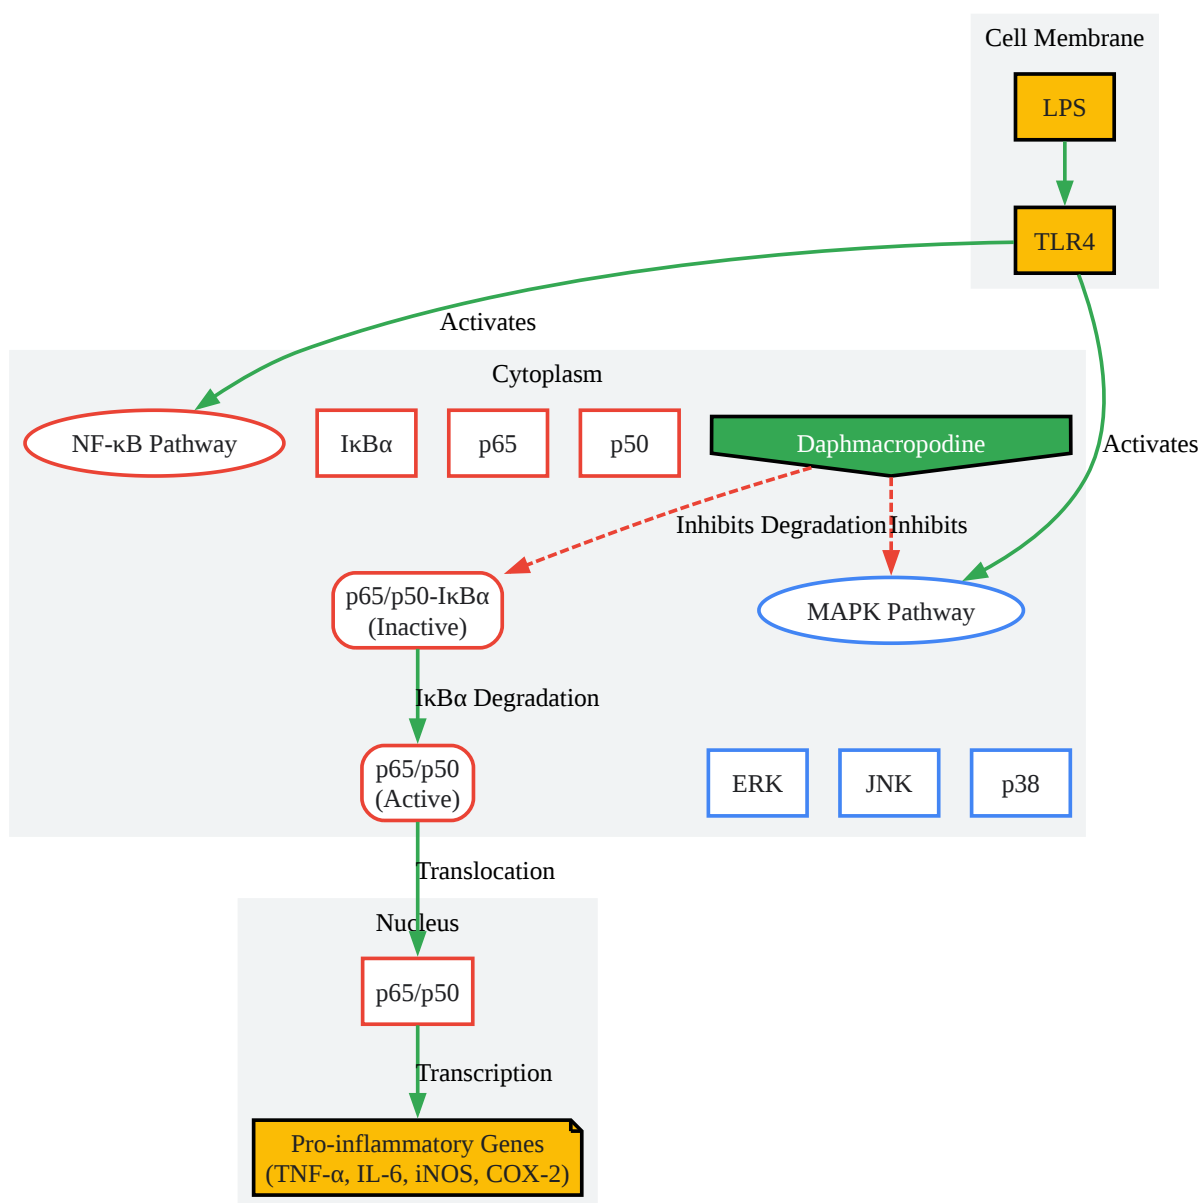 Cell Membrane
LPS
TLR4
Activates
Cytoplasm
NF-κB Pathway
IκBα
p65
p50
Daphmacropodine
Activates
Inhibits Degradation
Inhibits
p65/p50-IκBα
(Inactive)
MAPK Pathway
IκBα Degradation
p65/p50
(Active)
ERK
JNK
p38
Translocation
Nucleus
p65/p50
Transcription
Pro-inflammatory Genes
(TNF-α, IL-6, iNOS, COX-2)